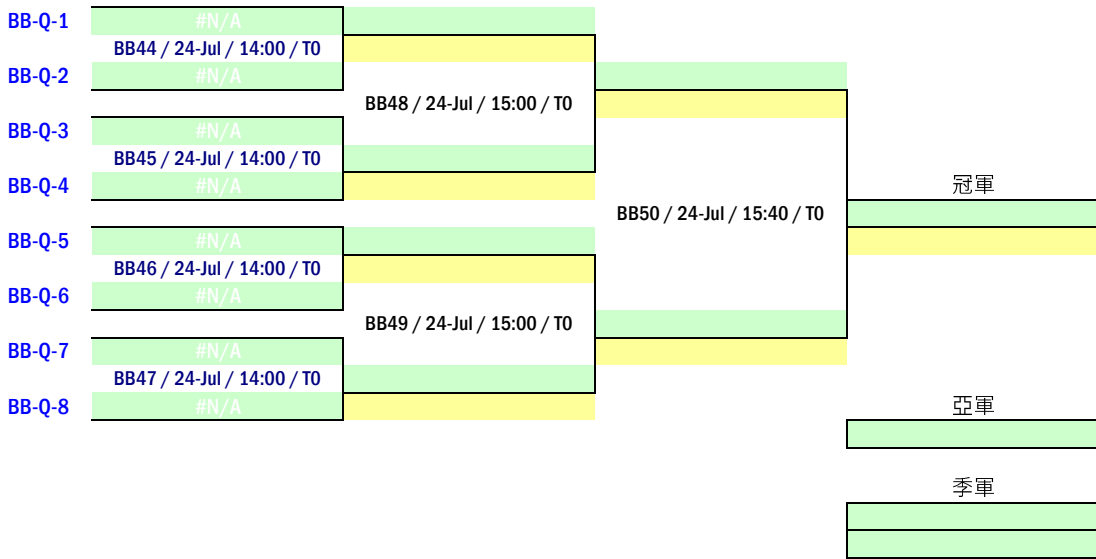 BB-Q-1
#N/A
BB44 / 24-Jul / 14:00 / T0
BB-Q-2
#N/A
BB48 / 24-Jul / 15:00 / T0
BB-Q-3
#N/A
BB45 / 24-Jul / 14:00 / T0
BB-Q-4
#N/A
冠軍
BB50 / 24-Jul / 15:40 / T0
BB-Q-5
#N/A
BB46 / 24-Jul / 14:00 / T0
BB-Q-6
#N/A
BB49 / 24-Jul / 15:00 / T0
BB-Q-7
#N/A
BB47 / 24-Jul / 14:00 / T0
BB-Q-8
#N/A
亞軍
季軍